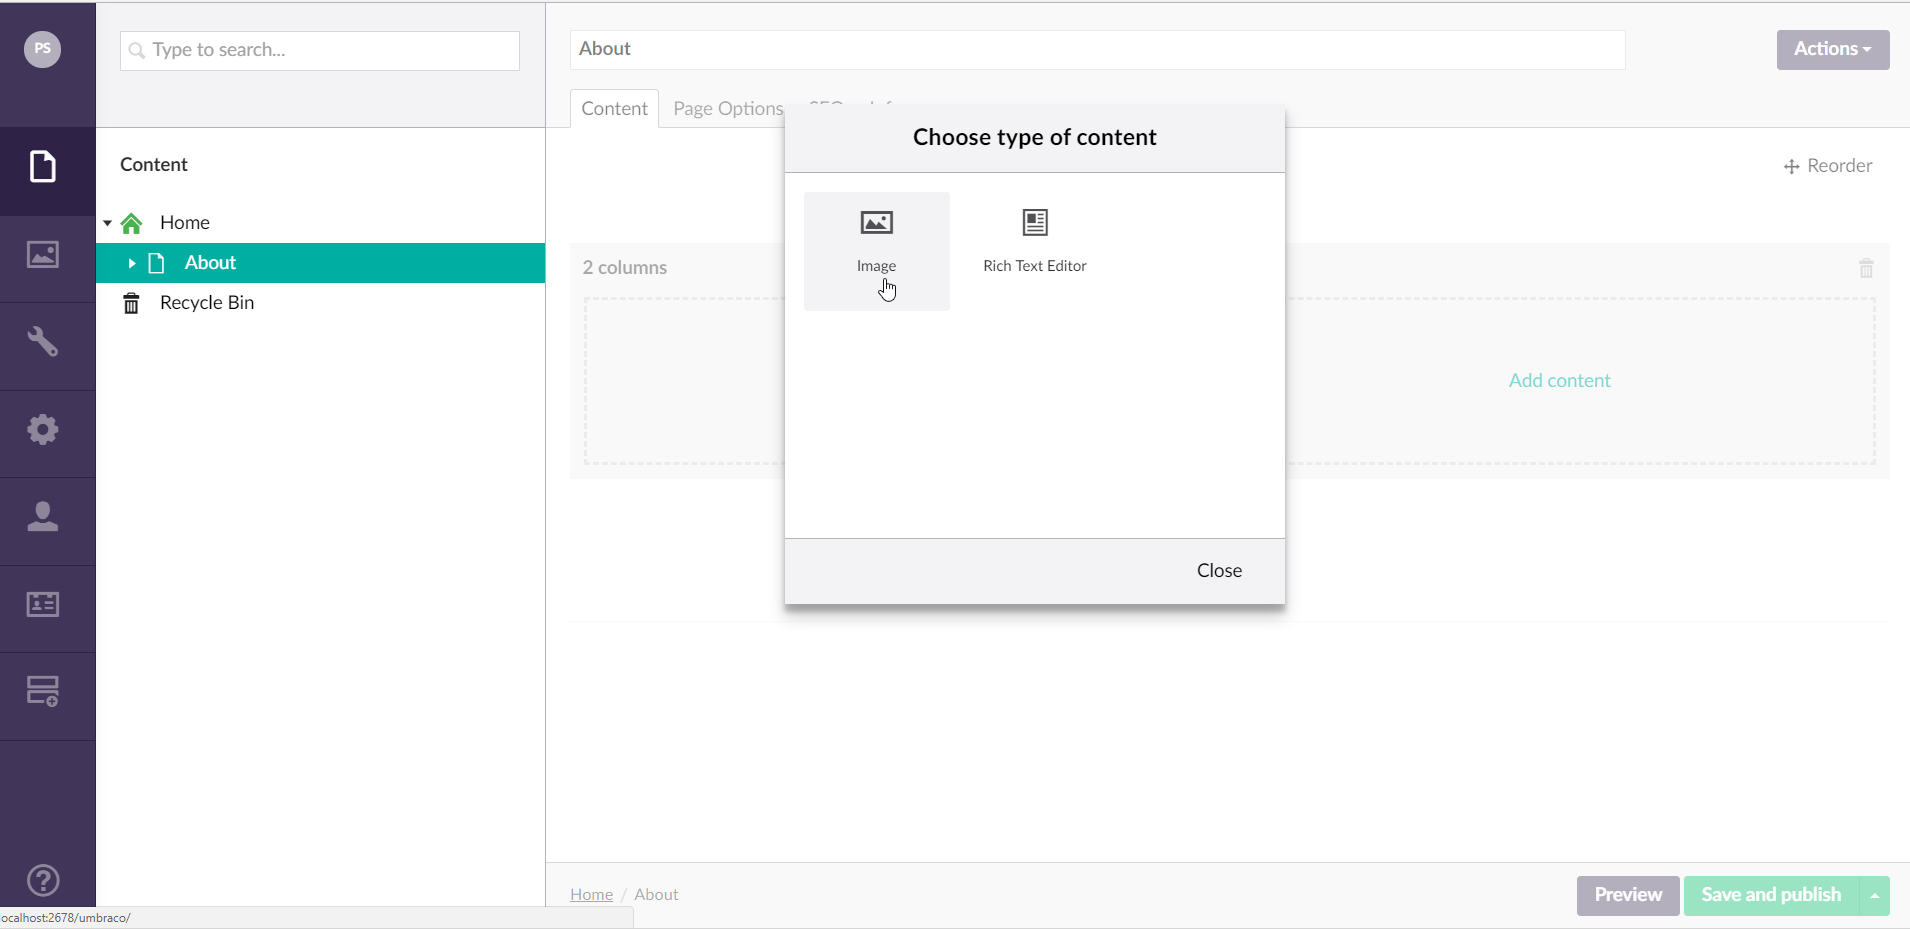 PS
Type to search...
About
Actions
Content
Page Options
Choose type of content
Content
Reorder
Home
About
Recycle Bin
2 columns
Image
Rich Text Editor
Add content
Close
Home / About
Preview
Save and publish
localhost:2678/umbraco/